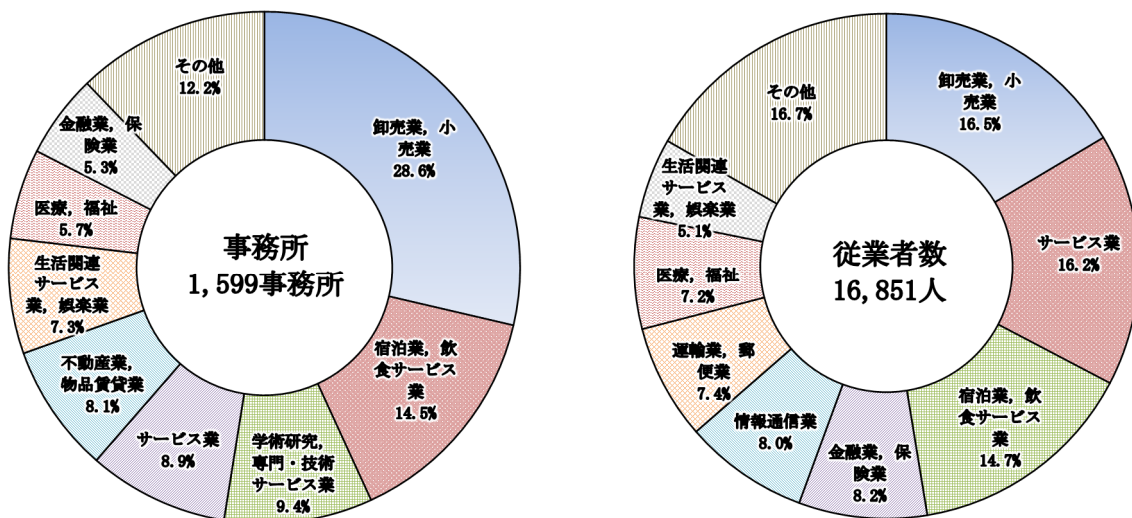 事務所
1,599事務所
卸売業，小
売業
28.6%
宿泊業，飲
食サービス
業
14.5%
学術研究，
専門・技術
サービス業
9.4%
サービス業
8.9%
不動産業，
物品賃貸業
8.1%
生活関連
サービス
業，娯楽業
7.3%
医療，福祉
5.7%
金融業，保
険業
5.3%
その他
12.2%
従業者数
16,851人
卸売業，小
売業
16.5%
サービス業
16.2%
宿泊業，飲
食サービス
業
14.7%
金融業，保
険業
8.2%
情報通信業
8.0%
運輸業，郵
便業
7.4%
医療，福祉
7.2%
生活関連
サービス
業，娯楽業
5.1%
その他
16.7%